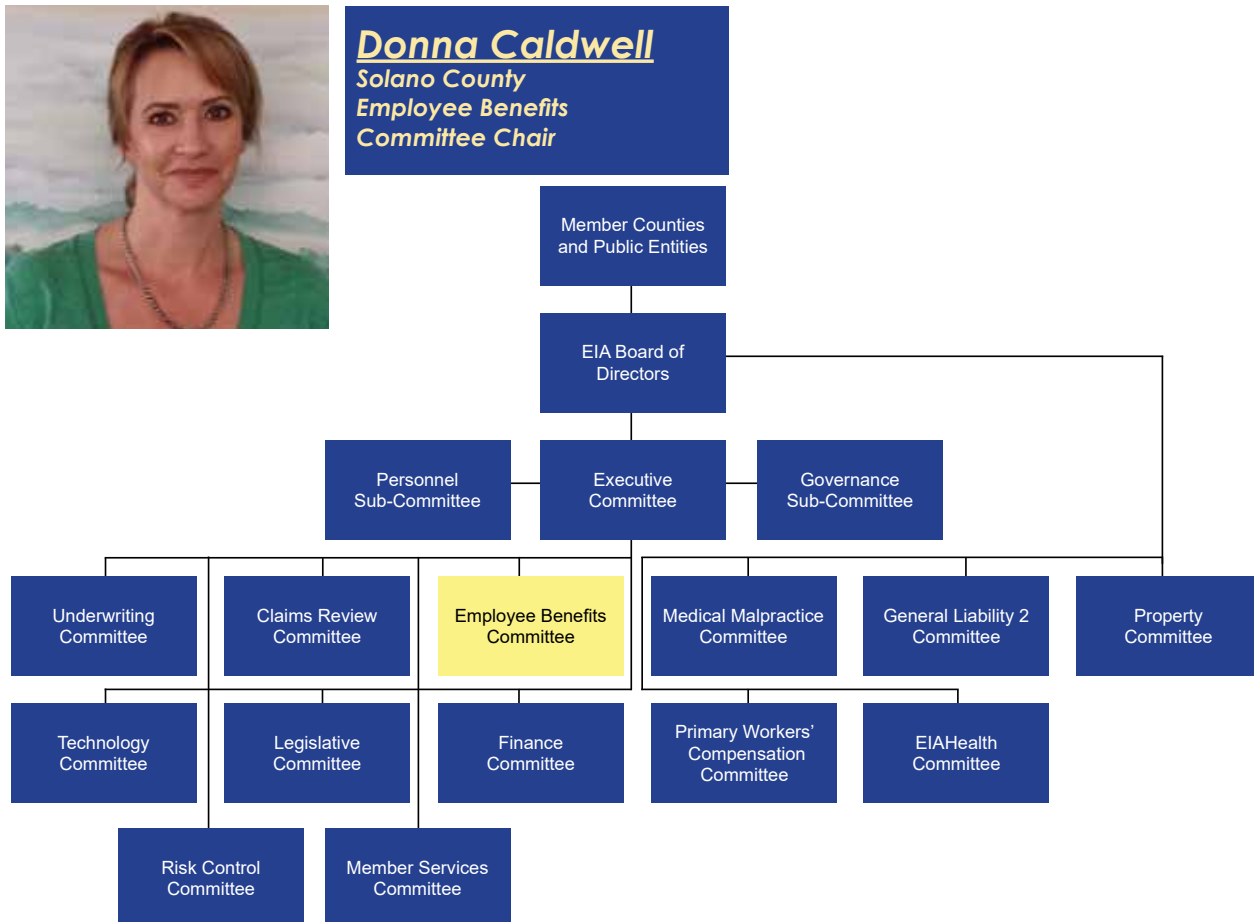 Donna Caldwell
Solano County
Employee Benefits
Committee Chair
Member Counties
and Public Entities
EIA Board of
Directors
Personnel
Sub-Committee
Executive
Committee
Governance
Sub-Committee
Underwriting
Committee
Claims Review
Committee
Employee Benefits
Committee
Medical Malpractice
Committee
General Liability 2
Committee
Property
Committee
Technology
Committee
Legislative
Committee
Finance
Committee
Primary Workers’
Compensation
Committee
EIAHealth
Committee
Risk Control
Committee
Member Services
Committee